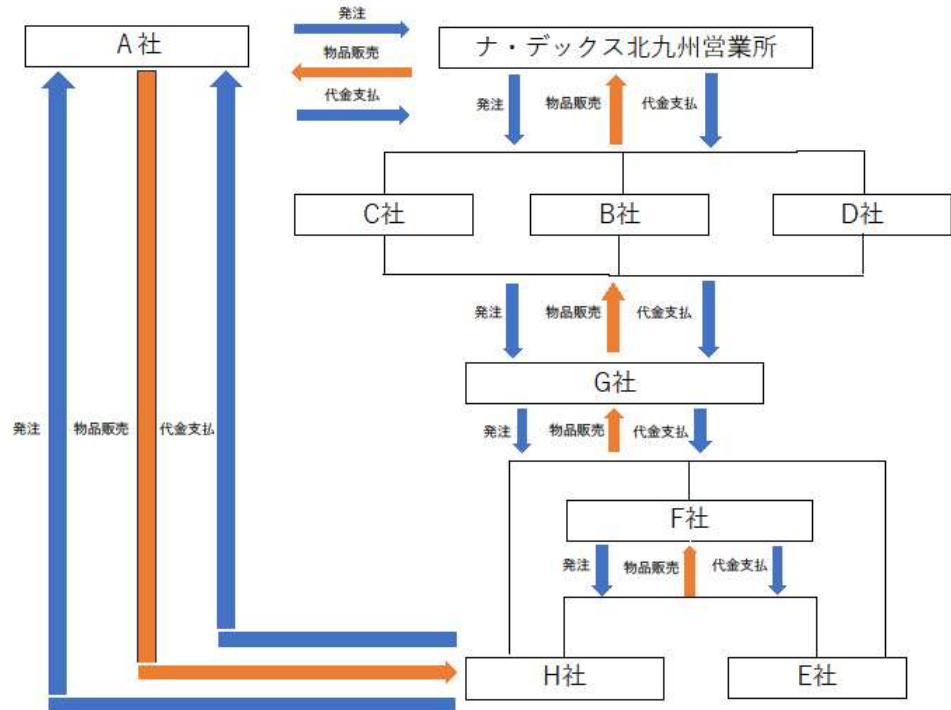 発注
A社
ナ・デックス北九州営業所
物品販売
代金支払
発注
物品販売
代金支払
C社
B社
D社
発注
物品販売
代金支払
G社
発注
物品販売
代金支払
発注
物品販売
代金支払
F社
発注
物品販売
代金支払
H社
E社